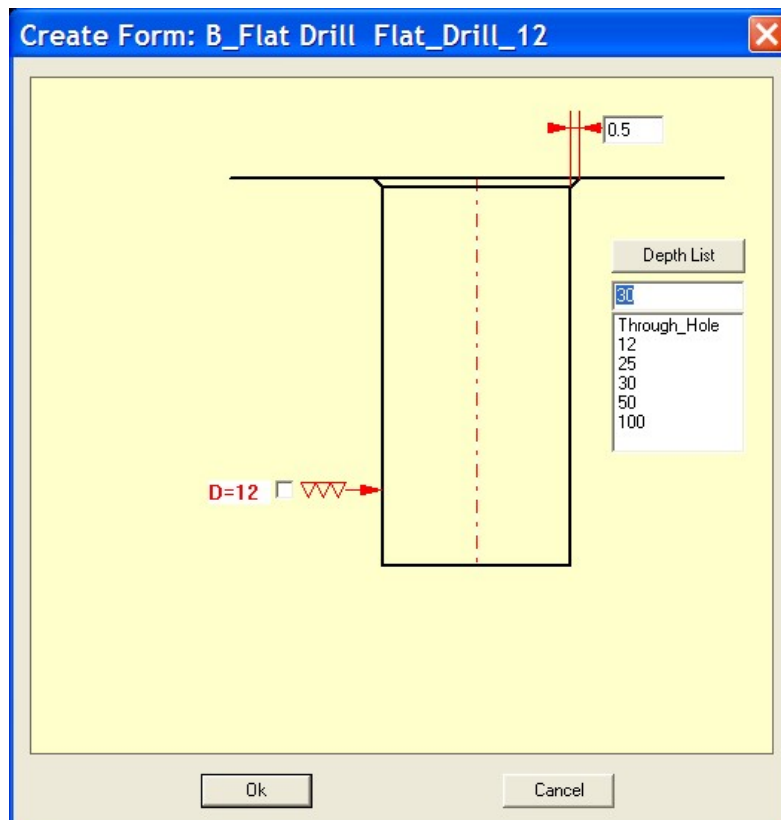 Create Form: B_Flat Drill Flat_Drill_12
0.5
Depth List
30
Through_Hole
12
25
30
50
100
D=12
Ok
Cancel